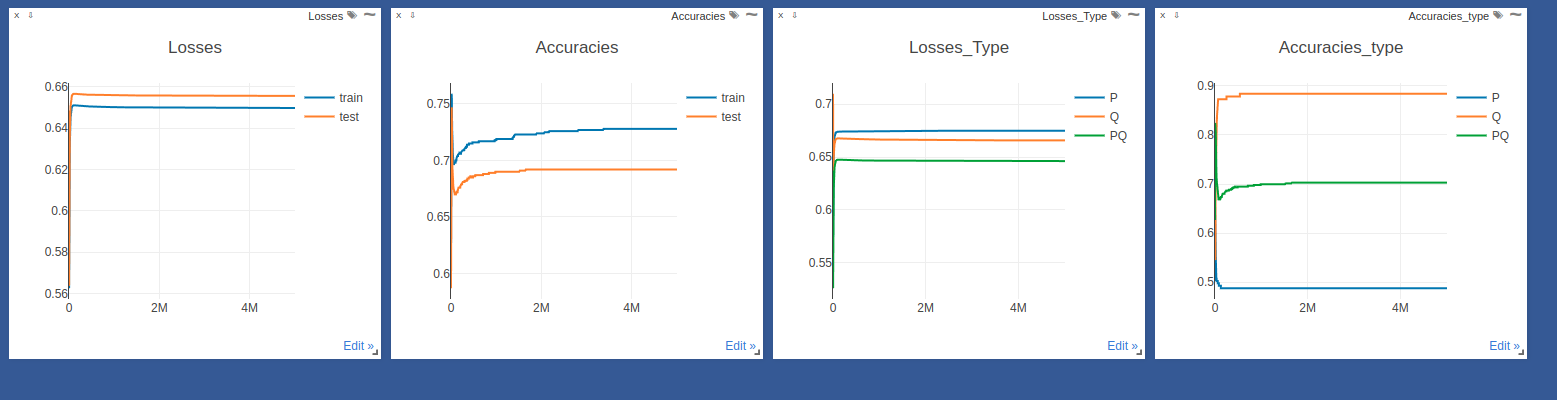 X ⇩ Losses
Losses
0.66
0.64
0.62
0.6
0.58
0.56
0
2M
4M
train
test
Edit »
X ⇩ Accuracies
Accuracies
0.75
0.7
0.65
0.6
0
2M
4M
train
test
Edit »
X ⇩ Losses_Type
Losses_Type
0.7
0.65
0.6
0.55
0
2M
4M
P
Q
PQ
Edit »
X ⇩ Accuracies_type
Accuracies_type
0.9
0.8
0.7
0.6
0.5
0
2M
4M
P
Q
PQ
Edit »